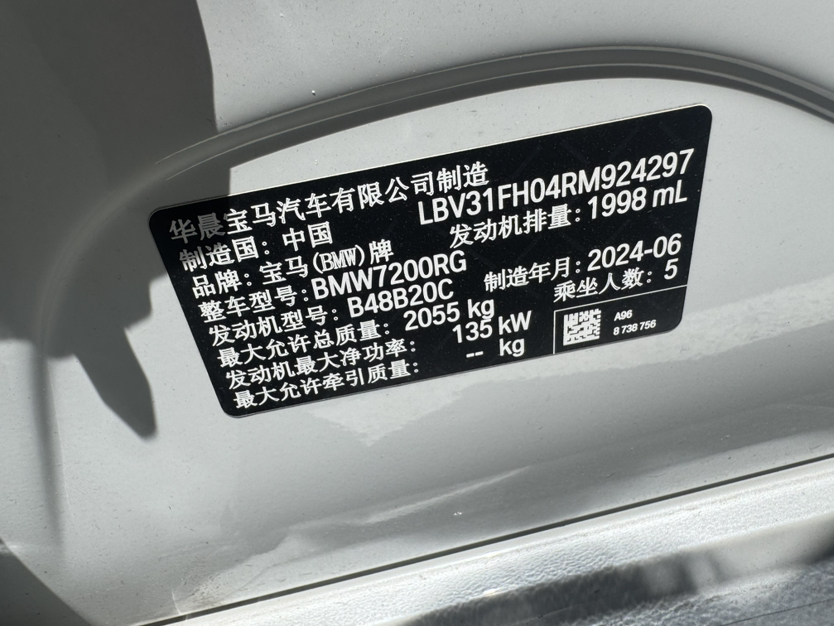 华晨宝马汽车有限公司制造
LBV31FH04RM924297
制造国：中国
发动机排量：1998 mL
品牌：宝马(BMW)牌
整车型号：BMW7200RG
制造年月：2024-06
发动机型号：B48B20C
乘坐人数：5
最大允许总质量：2055 kg
发动机最大净功率：135 kW
最大允许牵引质量：-- kg
A96
8 738 756